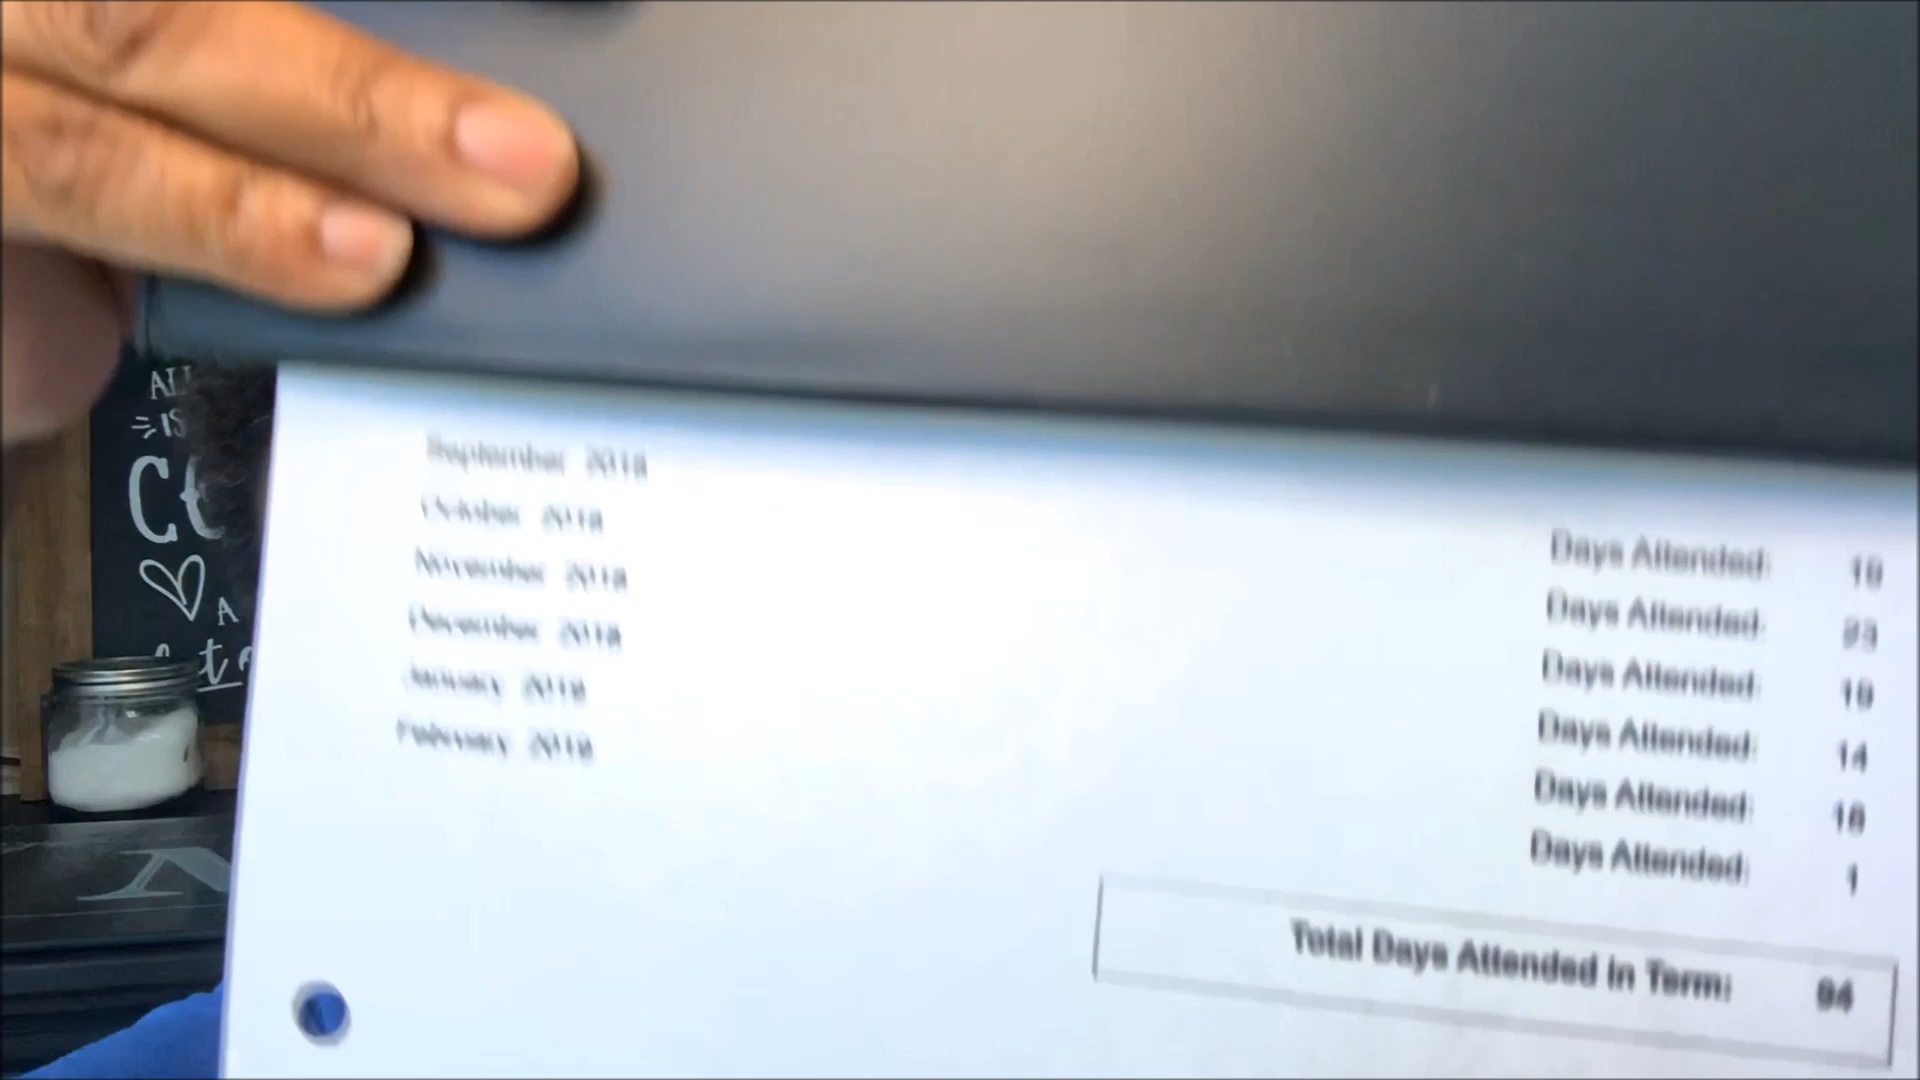 IS
A
September 2018 Days Attended: 19
October 2018 Days Attended: 23
November 2018 Days Attended: 19
December 2018 Days Attended: 14
January 2019 Days Attended: 18
February 2019 Days Attended: 1
Total Days Attended in Term: 94